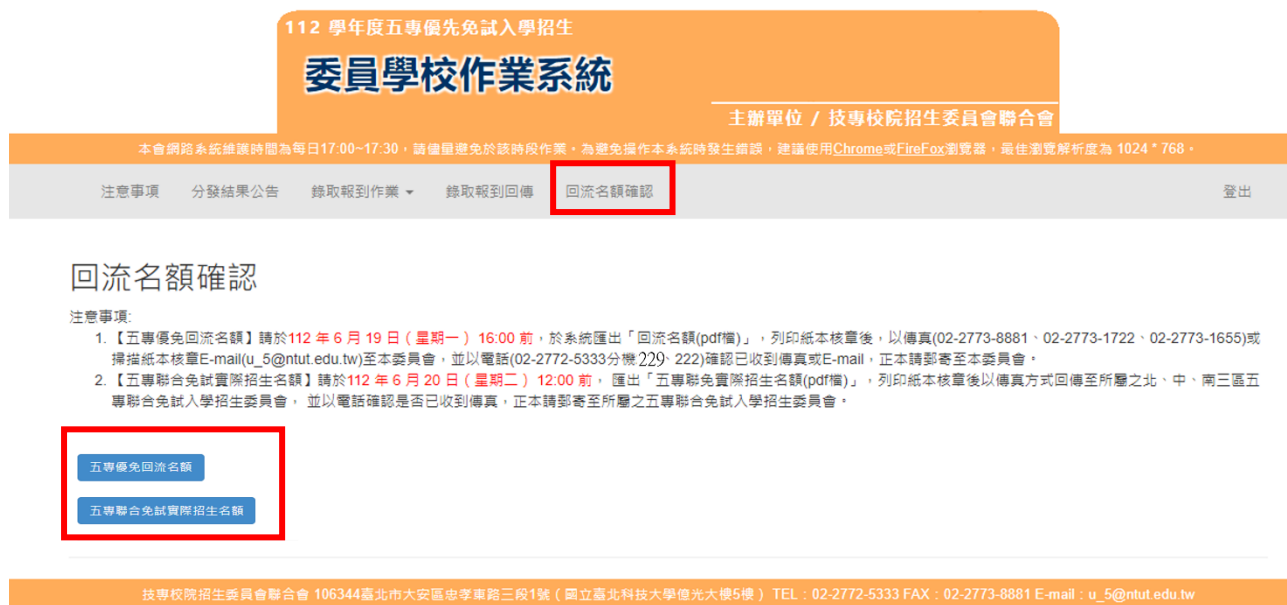 112 學年度五專優先免試入學招生
委員學校作業系統
主辦單位 / 技專校院招生委員會聯合會
本會網路系統維護時間為每日17:00~17:30,請儘量避免於該時段作業。為避免操作本系統時發生錯誤,建議使用Chrome或FireFox瀏覽器,最佳瀏覽解析度為 1024 * 768。
注意事項 分發結果公告 錄取報到作業 錄取報到回傳 回流名額確認 登出
回流名額確認
注意事項:
1. 【五專優免回流名額】請於112 年 6 月 19 日(星期一) 16:00 前,於系統匯出「回流名額(pdf檔)」,列印紙本核章後,以傳真(02-2773-8881、02-2773-1722、02-2773-1655)或
掃描紙本核章E-mail(u_5@ntut.edu.tw)至本委員會,並以電話(02-2772-5333分機229、222)確認已收到傳真或E-mail,正本請郵寄至本委員會。
2. 【五專聯合免試實際招生名額】請於112 年 6 月 20 日(星期二) 12:00 前, 匯出「五專聯免實際招生名額(pdf檔)」,列印紙本核章後以傳真方式回傳至所屬之北、中、南三區五
專聯合免試入學招生委員會, 並以電話確認是否已收到傳真,正本請郵寄至所屬之五專聯合免試入學招生委員會。
五專優免回流名額
五專聯合免試實際招生名額
技專校院招生委員會聯合會 106344臺北市大安區忠孝東路三段1號(國立臺北科技大學億光大樓5樓) TEL:02-2772-5333 FAX:02-2773-8881 E-mail:u_5@ntut.edu.tw